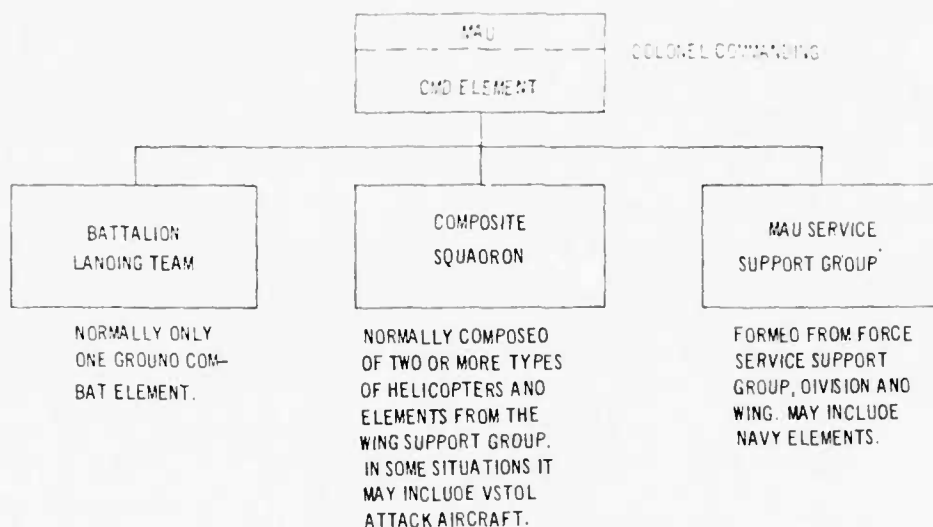 MAU
CMD ELEMENT
COLONEL COMMANDING
BATTALION
LANDING TEAM
COMPOSITE
SQUADRON
MAU SERVICE
SUPPORT GROUP
NORMALLY ONLY
ONE GROUND COM-
BAT ELEMENT.
NORMALLY COMPOSED
OF TWO OR MORE TYPES
OF HELICOPTERS AND
ELEMENTS FROM THE
WING SUPPORT GROUP.
IN SOME SITUATIONS IT
MAY INCLUDE VSTOL
ATTACK AIRCRAFT.
FORMED FROM FORCE
SERVICE SUPPORT
GROUP, DIVISION AND
WING. MAY INCLUDE
NAVY ELEMENTS.